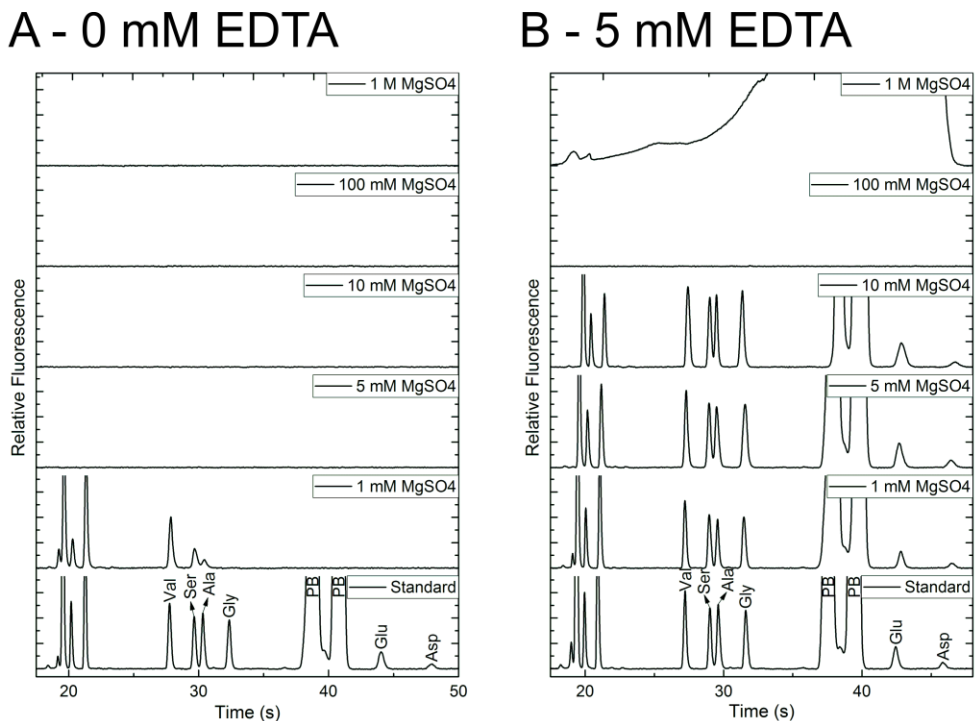 A - 0 mM EDTA
B - 5 mM EDTA
Relative Fluorescence
1 M MgSO4
100 mM MgSO4
10 mM MgSO4
5 mM MgSO4
1 mM MgSO4
Standard
Val
Ser
Ala
Gly
PB
PB
Glu
Asp
20
30
40
50
Time (s)
Relative Fluorescence
1 M MgSO4
100 mM MgSO4
10 mM MgSO4
5 mM MgSO4
1 mM MgSO4
Standard
Val
Ser
Ala
Gly
PB
PB
Glu
Asp
20
30
40
Time (s)